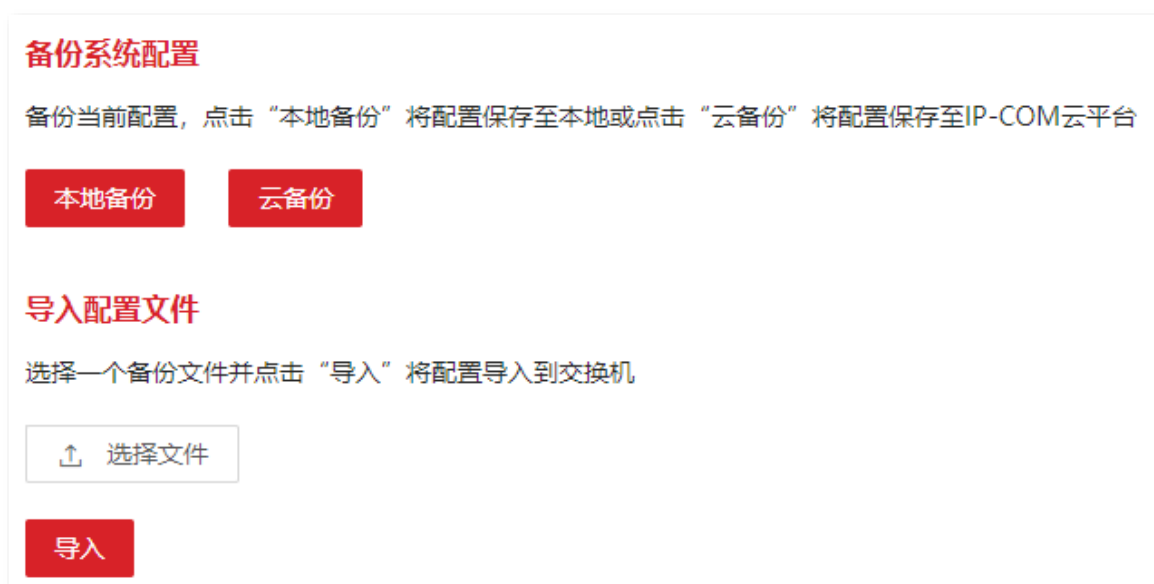 备份系统配置
备份当前配置，点击“本地备份”将配置保存至本地或点击“云备份”将配置保存至IP-COM云平台
本地备份
云备份
导入配置文件
选择一个备份文件并点击“导入”将配置导入到交换机
选择文件
导入